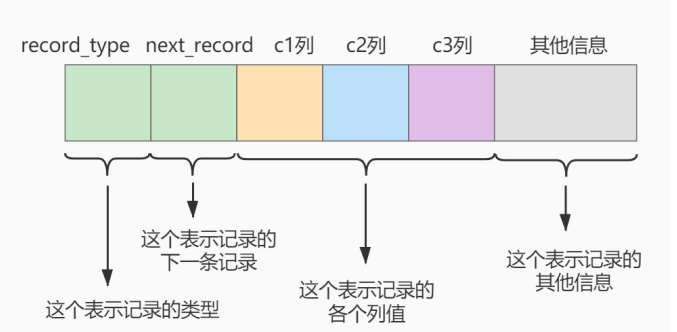 record_type next_record c1列 c2列 c3列 其他信息
这个表示记录的
下一条记录
这个表示记录的
其他信息
这个表示记录的类型
这个表示记录的
各个列值